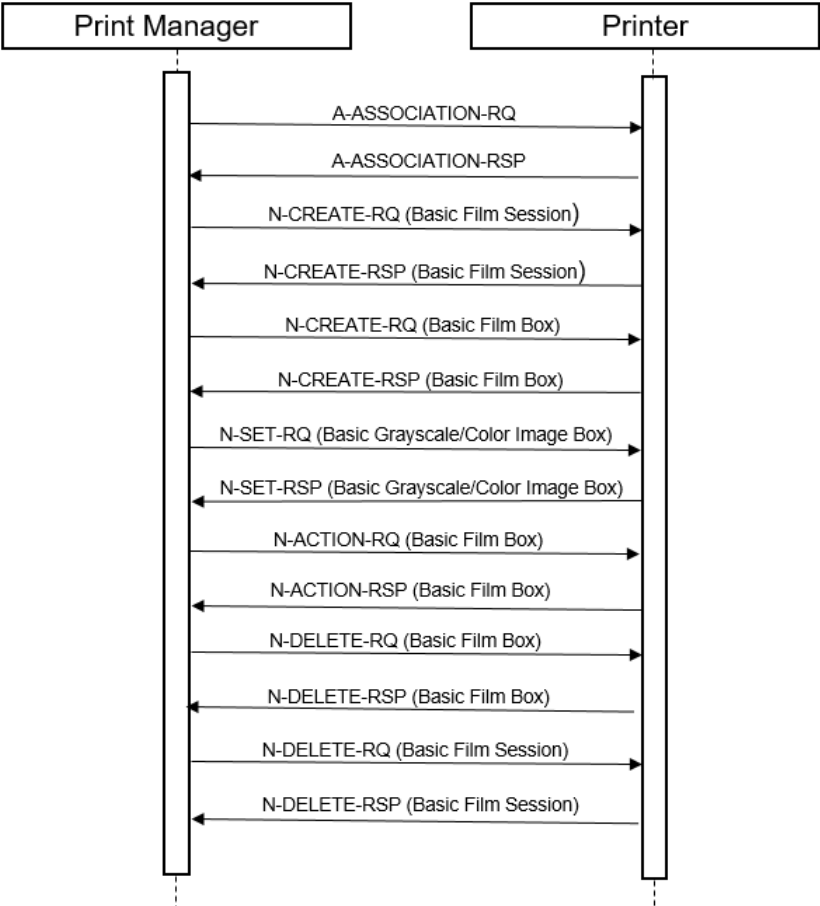 Print Manager
Printer
A-ASSOCIATION-RQ
A-ASSOCIATION-RSP
N-CREATE-RQ (Basic Film Session)
N-CREATE-RSP (Basic Film Session)
N-CREATE-RQ (Basic Film Box)
N-CREATE-RSP (Basic Film Box)
N-SET-RQ (Basic Grayscale/Color Image Box)
N-SET-RSP (Basic Grayscale/Color Image Box)
N-ACTION-RQ (Basic Film Box)
N-ACTION-RSP (Basic Film Box)
N-DELETE-RQ (Basic Film Box)
N-DELETE-RSP (Basic Film Box)
N-DELETE-RQ (Basic Film Session)
N-DELETE-RSP (Basic Film Session)